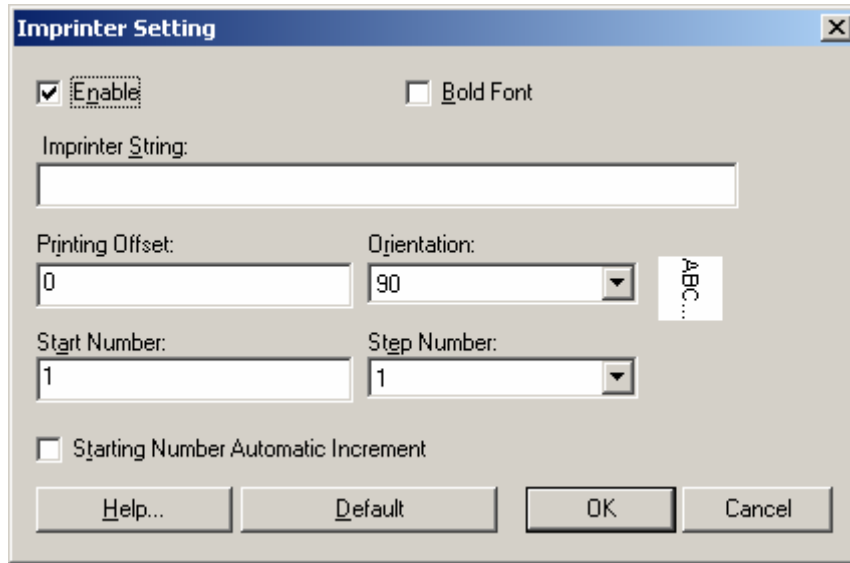 Imprinter Setting
Enable Bold Font
Imprinter String:
Printing Offset: Orientation:
0 90 ABC...
Start Number: Step Number:
1 1
Starting Number Automatic Increment
Help... Default OK Cancel